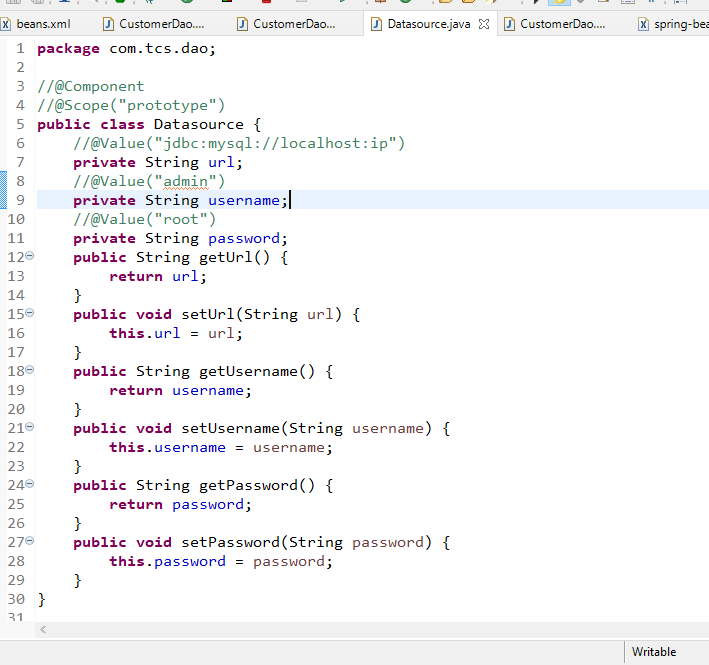 beans.xml CustomerDao.... CustomerDao... Datasource.java CustomerDao.... spring-bea
1 package com.tcs.dao;
2
3 //@Component
4 //@Scope("prototype")
5 public class Datasource {
6 //@Value("jdbc:mysql://localhost:ip")
7 private String url;
8 //@Value("admin")
9 private String username;
10 //@Value("root")
11 private String password;
12 public String getUrl() {
13 return url;
14 }
15 public void setUrl(String url) {
16 this.url = url;
17 }
18 public String getUsername() {
19 return username;
20 }
21 public void setUsername(String username) {
22 this.username = username;
23 }
24 public String getPassword() {
25 return password;
26 }
27 public void setPassword(String password) {
28 this.password = password;
29 }
30 }
31
Writable